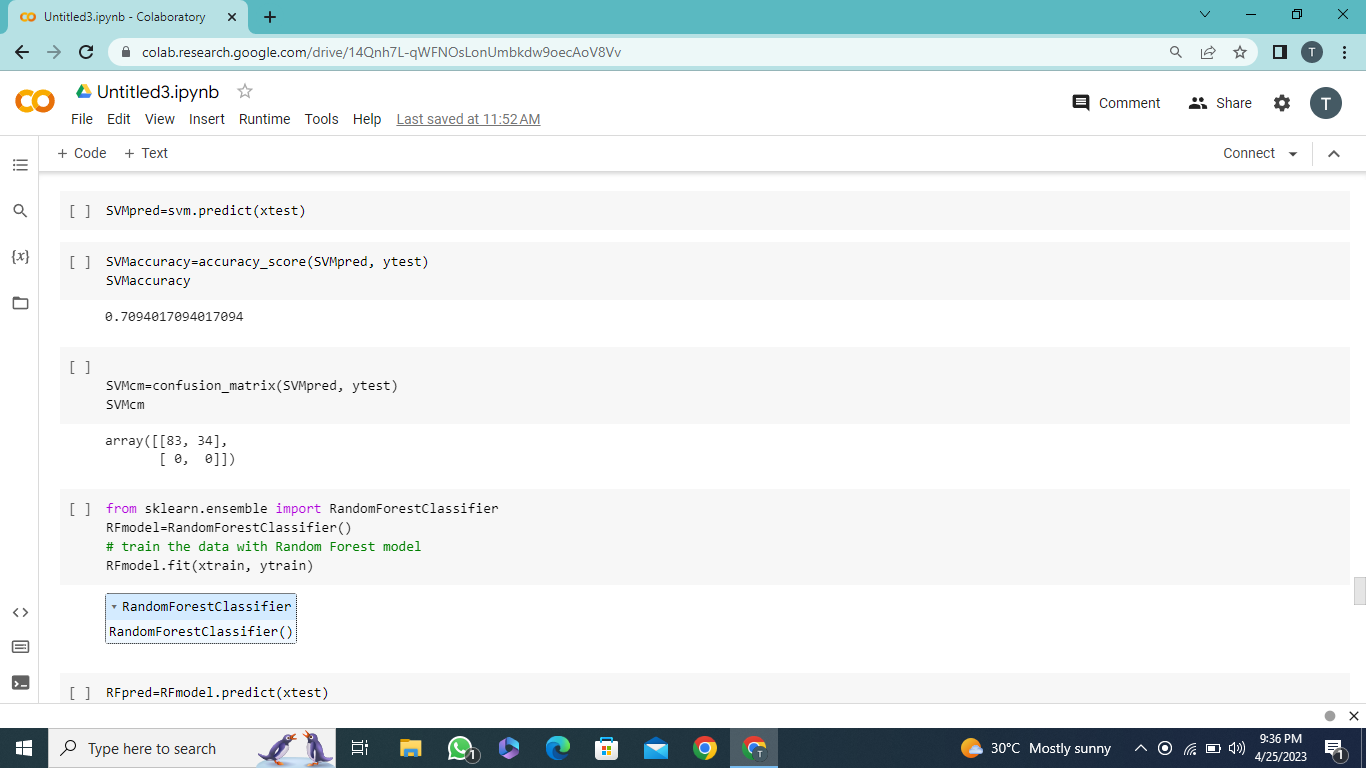 Untitled3.ipynb - Colaboratory
colab.research.google.com/drive/14Qnh7L-qWFNOsLonUmbkdw9oecAoV8Vv
T
Untitled3.ipynb
File Edit View Insert Runtime Tools Help Last saved at 11:52 AM
Comment Share T
+ Code + Text
Connect
{x}
[ ] SVMpred=svm.predict(xtest)
[ ] SVMaccuracy=accuracy_score(SVMpred, ytest)
SVMaccuracy
0.7094017094017094
[ ]
SVMcm=confusion_matrix(SVMpred, ytest)
SVMcm
array([[83, 34],
[ 0,  0]])
[ ] from sklearn.ensemble import RandomForestClassifier
RFmodel=RandomForestClassifier()
# train the data with Random Forest model
RFmodel.fit(xtrain, ytrain)
RandomForestClassifier
RandomForestClassifier()
[ ] RFpred=RFmodel.predict(xtest)
Type here to search
1
T
30°C Mostly sunny
9:36 PM
4/25/2023
1